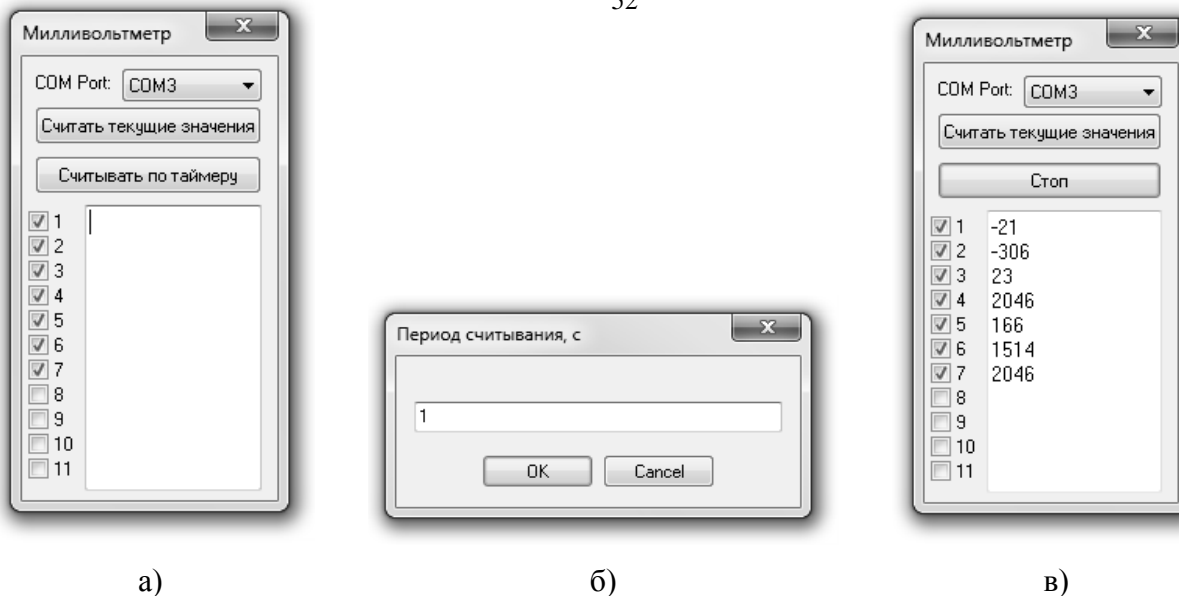 52
Милливольтметр
COM Port: COM3
Считать текущие значения
Считывать по таймеру
1
2
3
4
5
6
7
8
9
10
11
а)
Период считывания, с
1
OK Cancel
б)
Милливольтметр
COM Port: COM3
Считать текущие значения
Стоп
1 -21
2 -306
3 23
4 2046
5 166
6 1514
7 2046
8
9
10
11
в)